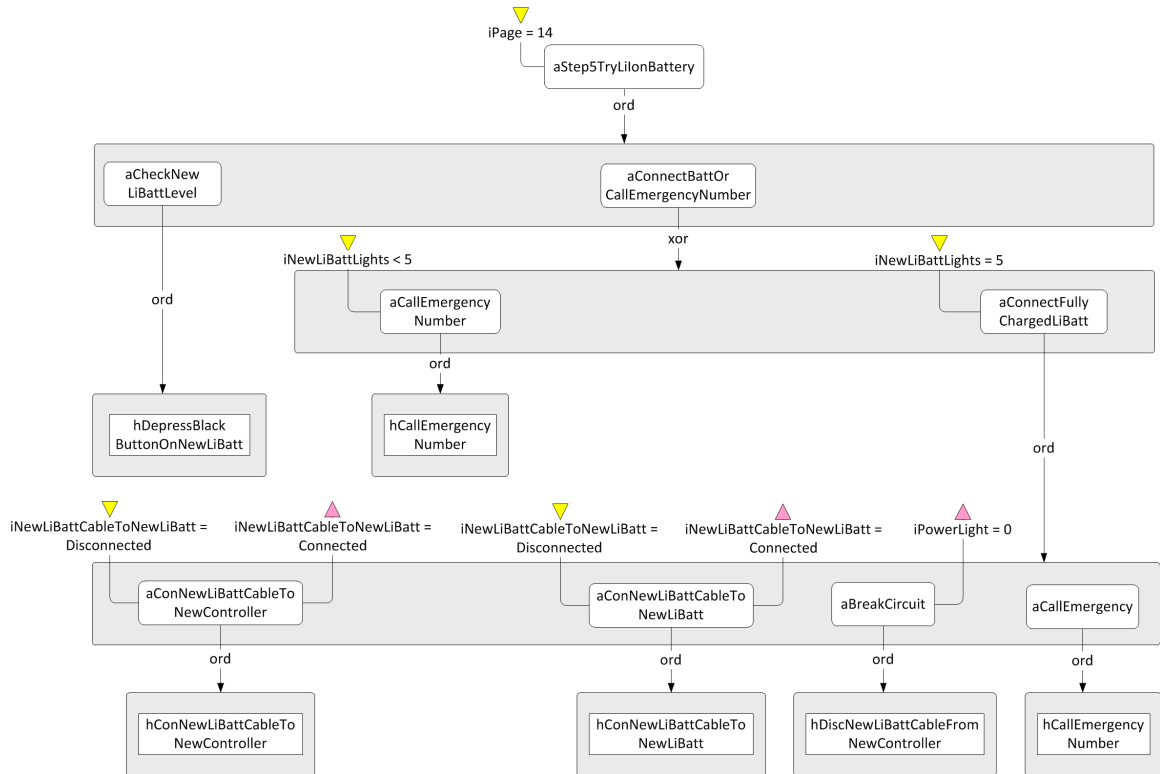 iPage = 14
aStep5TryLiIonBattery
ord
aCheckNew
LiBattLevel
aConnectBattOr
CallEmergencyNumber
xor
iNewLiBattLights < 5
iNewLiBattLights = 5
ord
aCallEmergency
Number
aConnectFully
ChargedLiBatt
ord
hDepressBlack
ButtonOnNewLiBatt
hCallEmergency
Number
ord
iNewLiBattCableToNewLiBatt =
Disconnected
iNewLiBattCableToNewLiBatt =
Connected
iNewLiBattCableToNewLiBatt =
Disconnected
iNewLiBattCableToNewLiBatt =
Connected
iPowerLight = 0
aConNewLiBattCableTo
NewController
aConNewLiBattCableTo
NewLiBatt
aBreakCircuit
aCallEmergency
ord
ord
ord
ord
hConNewLiBattCableTo
NewController
hConNewLiBattCableTo
NewLiBatt
hDiscNewLiBattCableFrom
NewController
hCallEmergency
Number